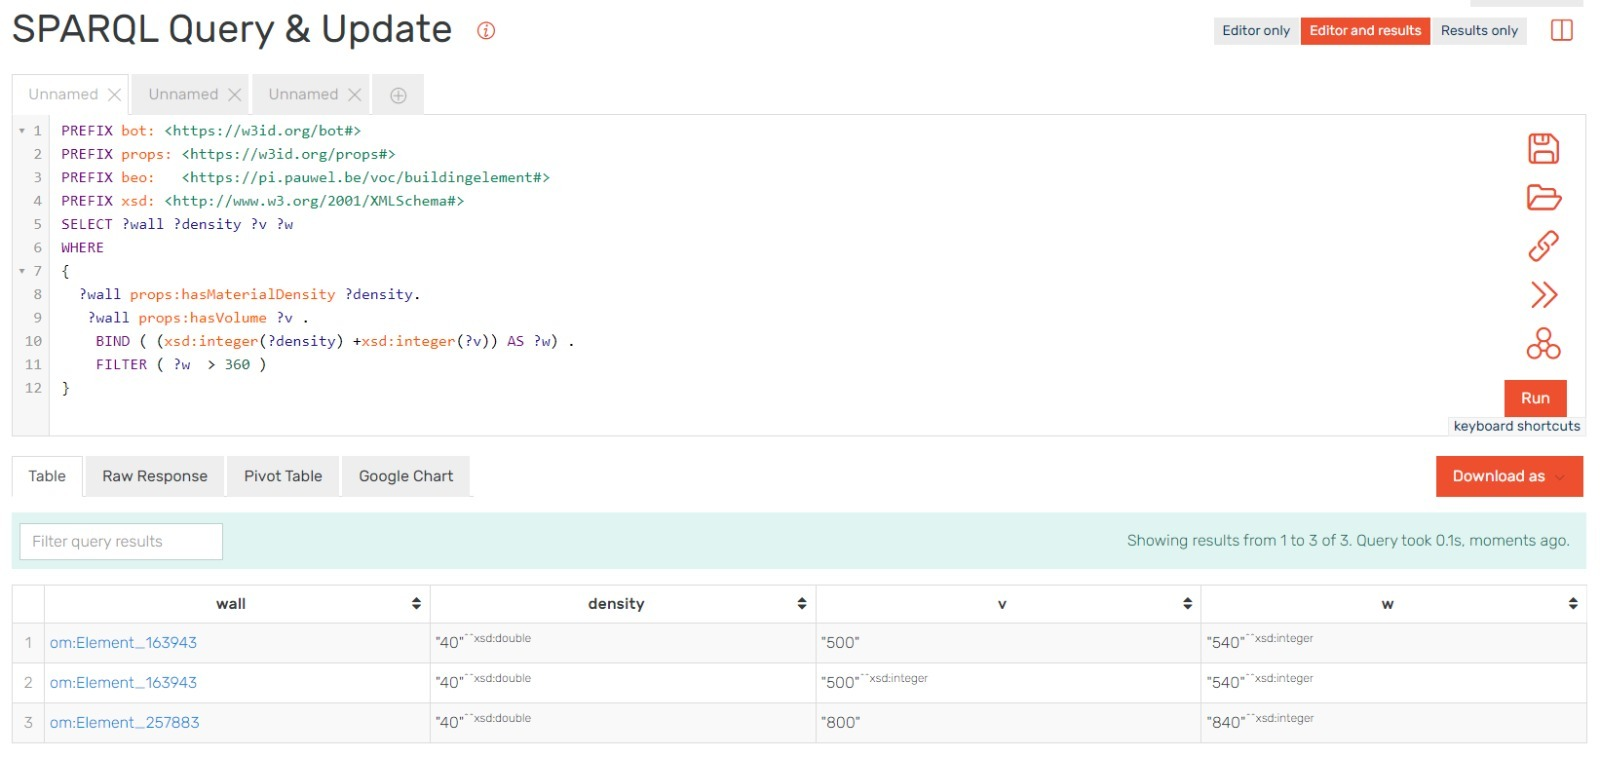 SPARQL Query & Update
Editor only
Editor and results
Results only
Unnamed
Unnamed
Unnamed
1 PREFIX bot: <https://w3id.org/bot#>
2 PREFIX props: <https://w3id.org/props#>
3 PREFIX beo: <https://pi.pauwel.be/voc/buildingelement#>
4 PREFIX xsd: <http://www.w3.org/2001/XMLSchema#>
5 SELECT ?wall ?density ?v ?w
6 WHERE
7 {
8 ?wall props:hasMaterialDensity ?density.
9 ?wall props:hasVolume ?v .
10 BIND ( (xsd:integer(?density) +xsd:integer(?v)) AS ?w) .
11 FILTER ( ?w > 360 )
12 }
Run
keyboard shortcuts
Table
Raw Response
Pivot Table
Google Chart
Download as
Filter query results
Showing results from 1 to 3 of 3. Query took 0.1s, moments ago.
wall density v w
1 om:Element_163943 "40"^^xsd:double "500" "540"^^xsd:integer
2 om:Element_163943 "40"^^xsd:double "500"^^xsd:integer "540"^^xsd:integer
3 om:Element_257883 "40"^^xsd:double "800" "840"^^xsd:integer